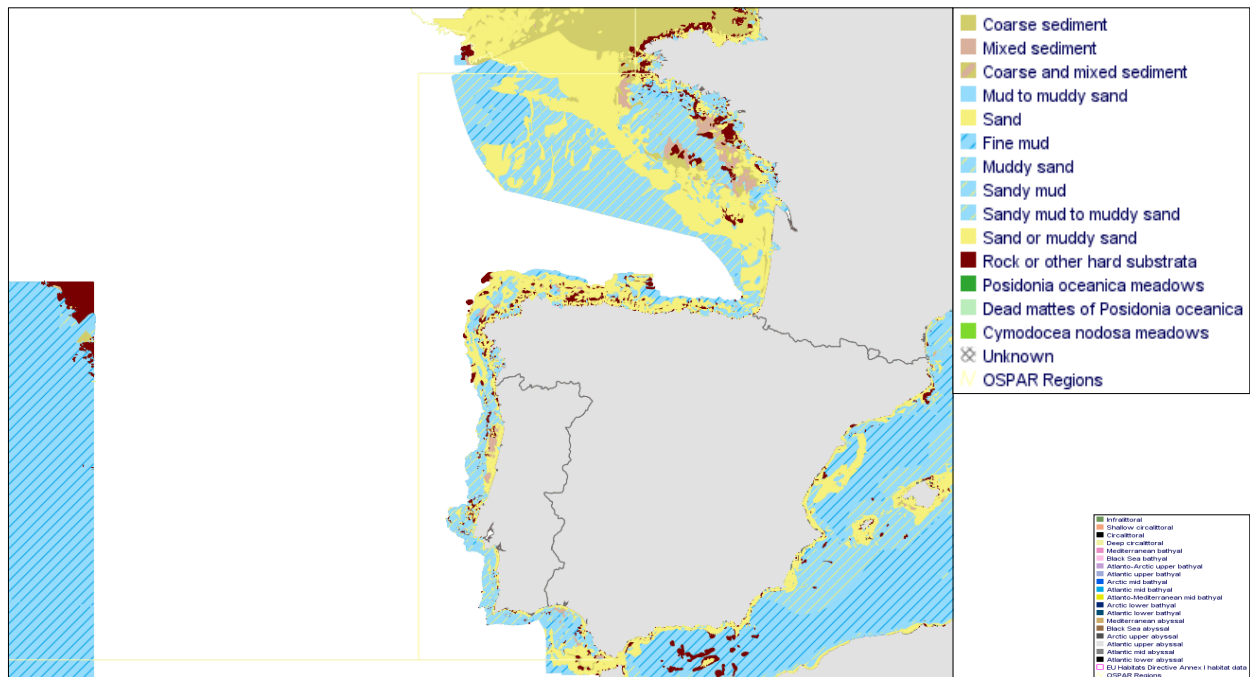 Coarse sediment
Mixed sediment
Coarse and mixed sediment
Mud to muddy sand
Sand
Fine mud
Muddy sand
Sandy mud
Sandy mud to muddy sand
Sand or muddy sand
Rock or other hard substrata
Posidonia oceanica meadows
Dead mattes of Posidonia oceanica
Cymodocea nodosa meadows
Unknown
OSPAR Regions
Infralittoral
Shallow circalittoral
Circalittoral
Deep circalittoral
Mediterranean bathyal
Black Sea bathyal
Atlanto-Arctic upper bathyal
Atlantic upper bathyal
Arctic mid bathyal
Atlantic mid bathyal
Atlanto-Mediterranean mid bathyal
Arctic lower bathyal
Atlantic lower bathyal
Mediterranean abyssal
Black Sea abyssal
Arctic upper abyssal
Atlantic upper abyssal
Atlantic mid abyssal
Atlantic lower abyssal
EU Habitats Directive Annex I habitat data
OSPAR Regions